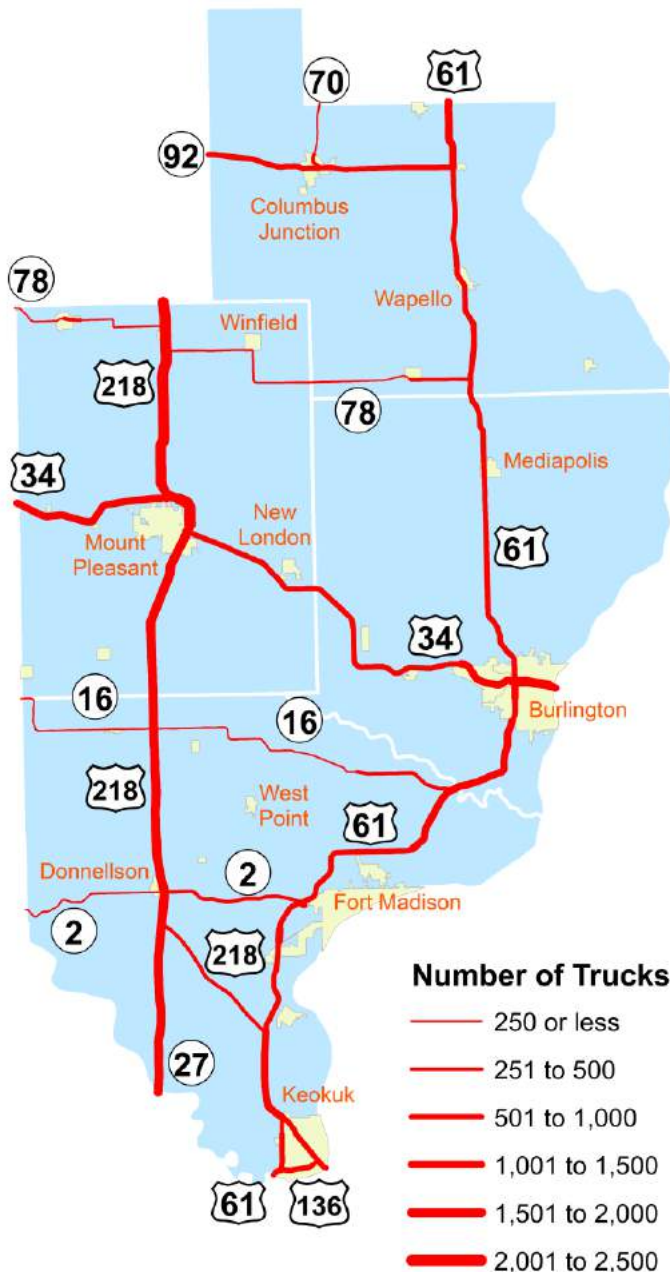 70
61
92
Columbus
Junction
78
Wapello
Winfield
218
78
34
Mediapolis
New
London
Mount
Pleasant
61
34
16
16
Burlington
218
West
Point
61
Donnellson
2
Fort Madison
2
218
27
Keokuk
61
136
Number of Trucks
250 or less
251 to 500
501 to 1,000
1,001 to 1,500
1,501 to 2,000
2,001 to 2,500